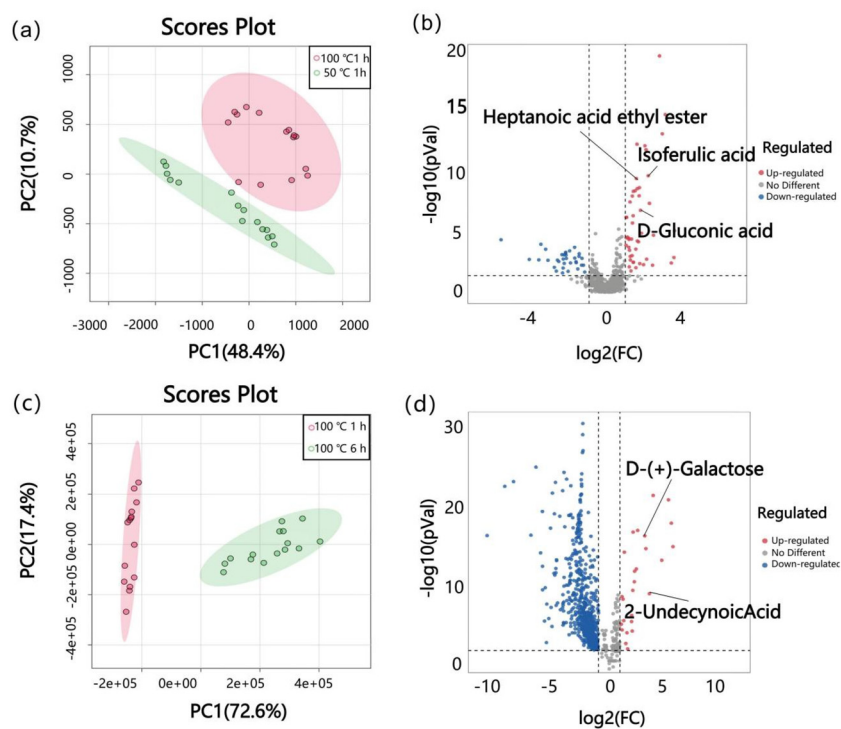 (a)
Scores Plot
100 ℃1 h
50 ℃ 1h
1000
500
0
-500
-1000
PC2(10.7%)
-3000 -2000 -1000 0 1000 2000
PC1(48.4%)
(b)
20
15
10
5
0
-log10(pVal)
Heptanoic acid ethyl ester
Isoferulic acid
D-Gluconic acid
Regulated
Up-regulated
No Different
Down-regulated
-4 0 4
log2(FC)
(c)
Scores Plot
100 ℃ 1 h
100 ℃ 6 h
4e+05
2e+05
0e+00
-2e+05
-4e+05
PC2(17.4%)
-2e+05 0e+00 2e+05 4e+05
PC1(72.6%)
(d)
30
20
10
0
-log10(pVal)
D-(+)-Galactose
2-UndecynoicAcid
Regulated
Up-regulated
No Different
Down-regulated
-10 -5 0 5 10
log2(FC)